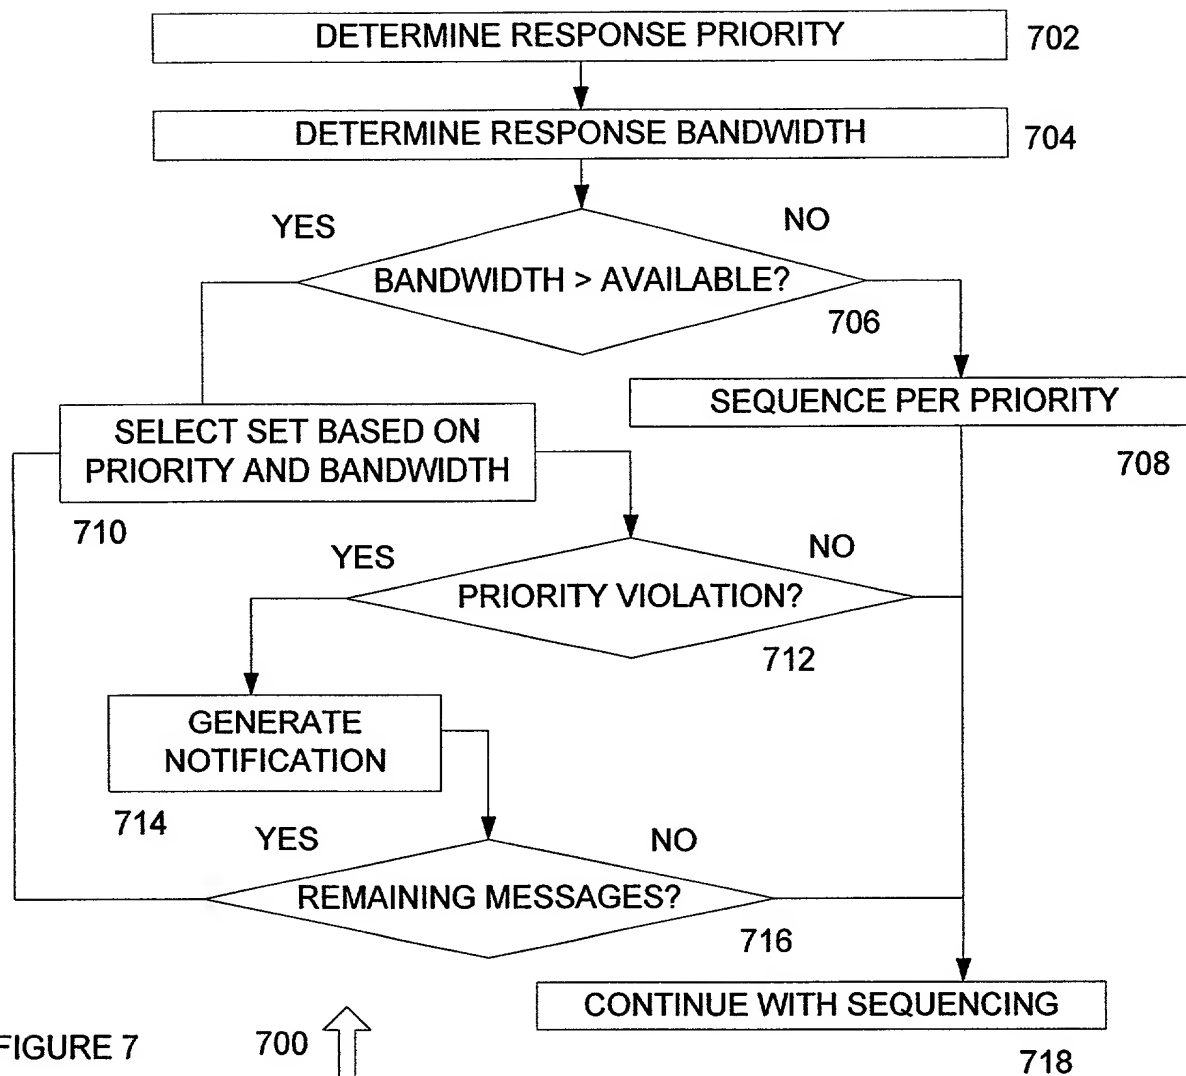 DETERMINE RESPONSE PRIORITY
702
DETERMINE RESPONSE BANDWIDTH
704
YES
NO
BANDWIDTH > AVAILABLE?
706
SEQUENCE PER PRIORITY
708
SELECT SET BASED ON
PRIORITY AND BANDWIDTH
710
YES
NO
PRIORITY VIOLATION?
712
GENERATE
NOTIFICATION
714
YES
NO
REMAINING MESSAGES?
716
CONTINUE WITH SEQUENCING
718
FIGURE 7
700